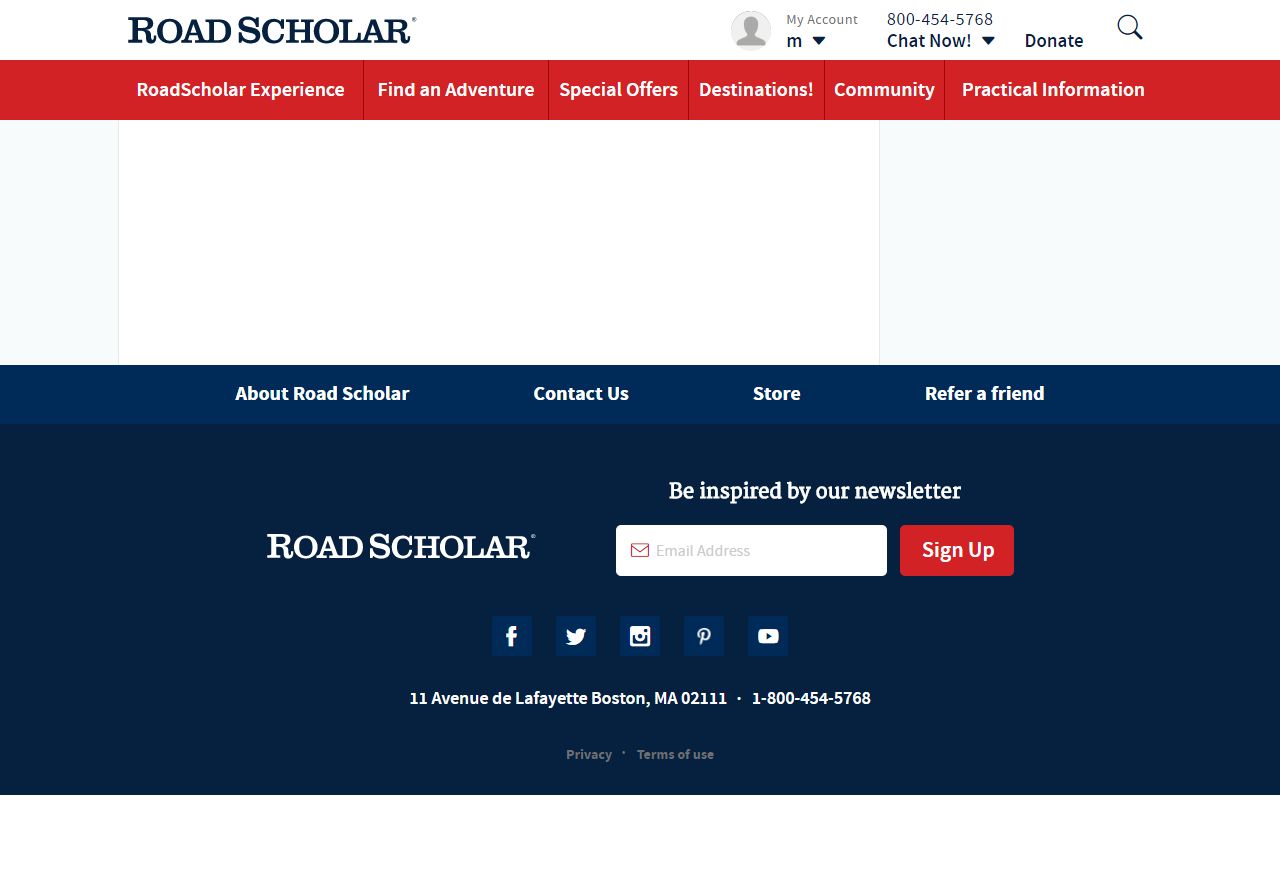 ROAD SCHOLAR®
My Account
m
800-454-5768
Chat Now!
Donate
RoadScholar Experience
Find an Adventure
Special Offers
Destinations!
Community
Practical Information
About Road Scholar
Contact Us
Store
Refer a friend
Be inspired by our newsletter
ROAD SCHOLAR®
Email Address
Sign Up
11 Avenue de Lafayette Boston, MA 02111 · 1-800-454-5768
Privacy · Terms of use